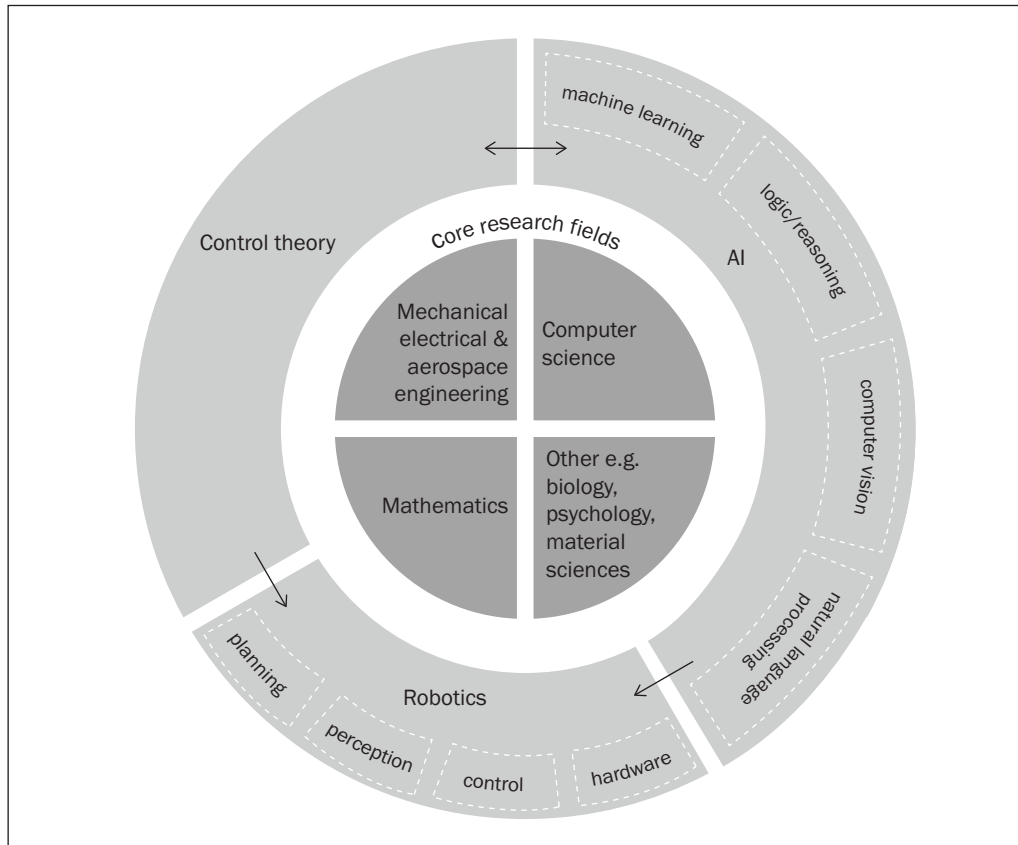 machine learning
logic/reasoning
Core research fields
Control theory
AI
Mechanical
electrical &
aerospace
engineering
Computer
science
computer vision
Mathematics
Other e.g.
biology,
psychology,
material
sciences
natural language
processing
planning
Robotics
perception
control
hardware